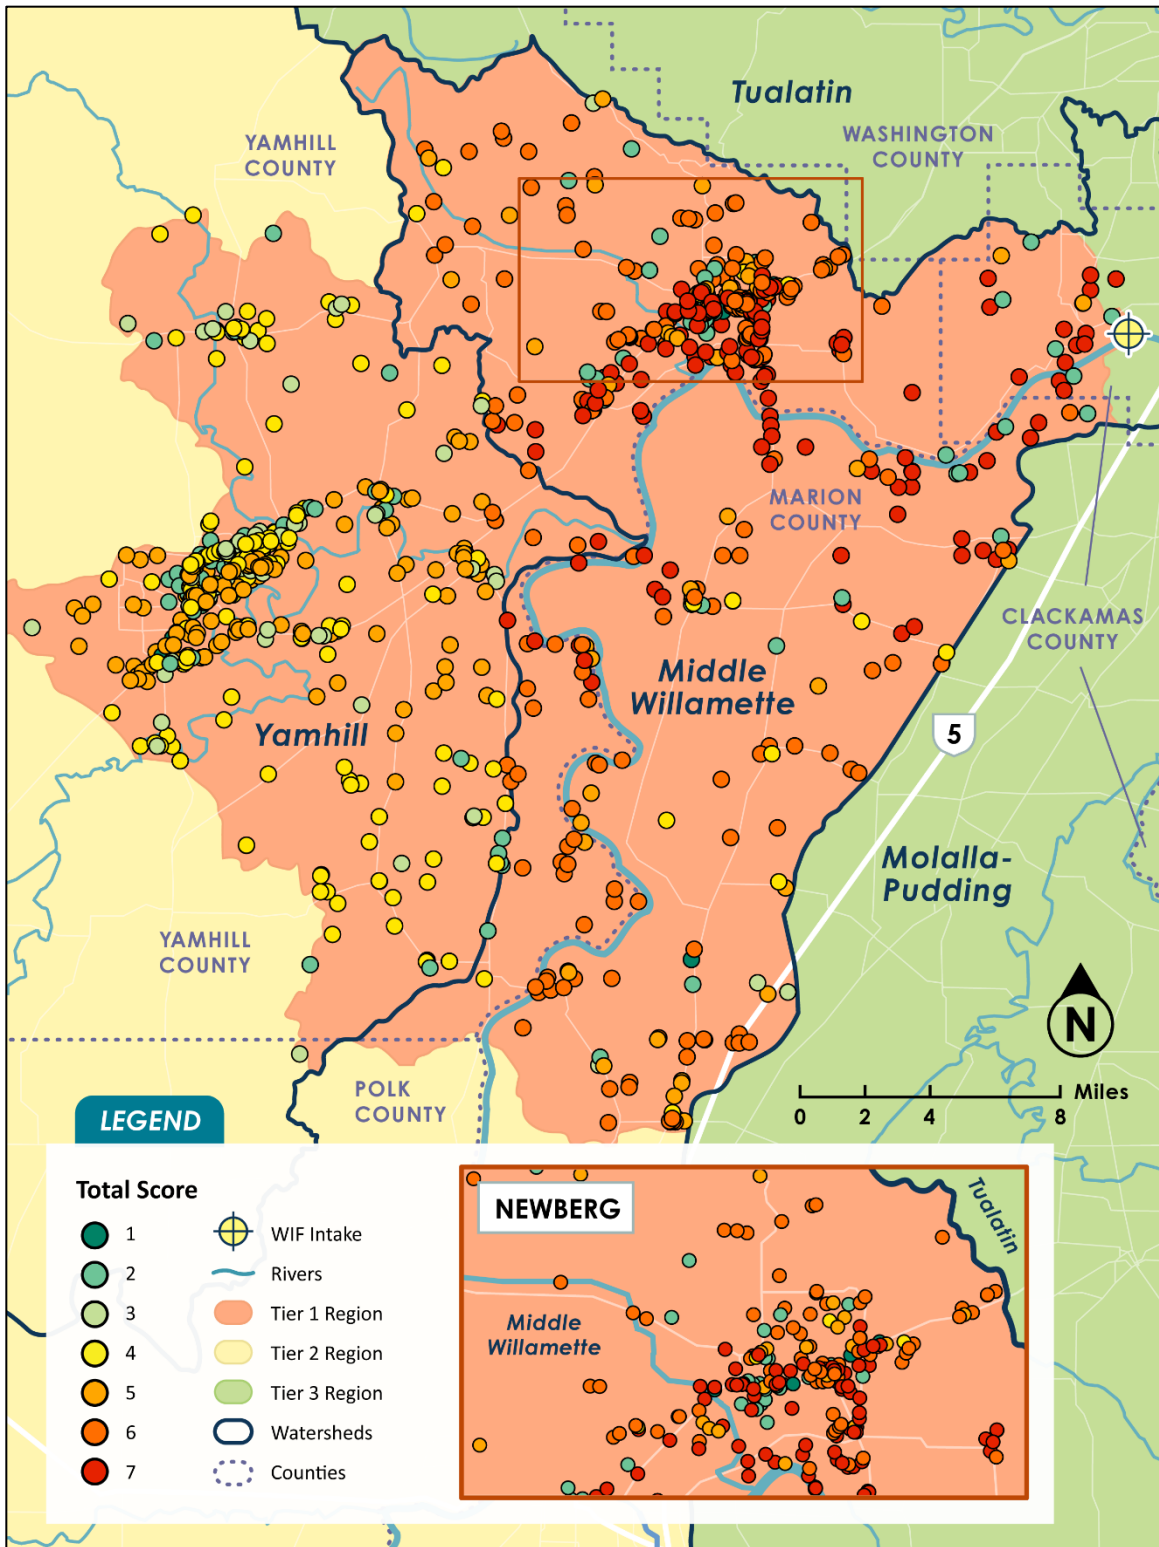 Tualatin
YAMHILL
COUNTY
WASHINGTON
COUNTY
MARION
COUNTY
CLACKAMAS
COUNTY
Middle
Willamette
Yamhill
5
Molalla-
Pudding
YAMHILL
COUNTY
N
POLK
COUNTY
Miles
0 2 4 8
LEGEND
Total Score
1
2
3
4
5
6
7
WIF Intake
Rivers
Tier 1 Region
Tier 2 Region
Tier 3 Region
Watersheds
Counties
NEWBERG
Tualatin
Middle
Willamette